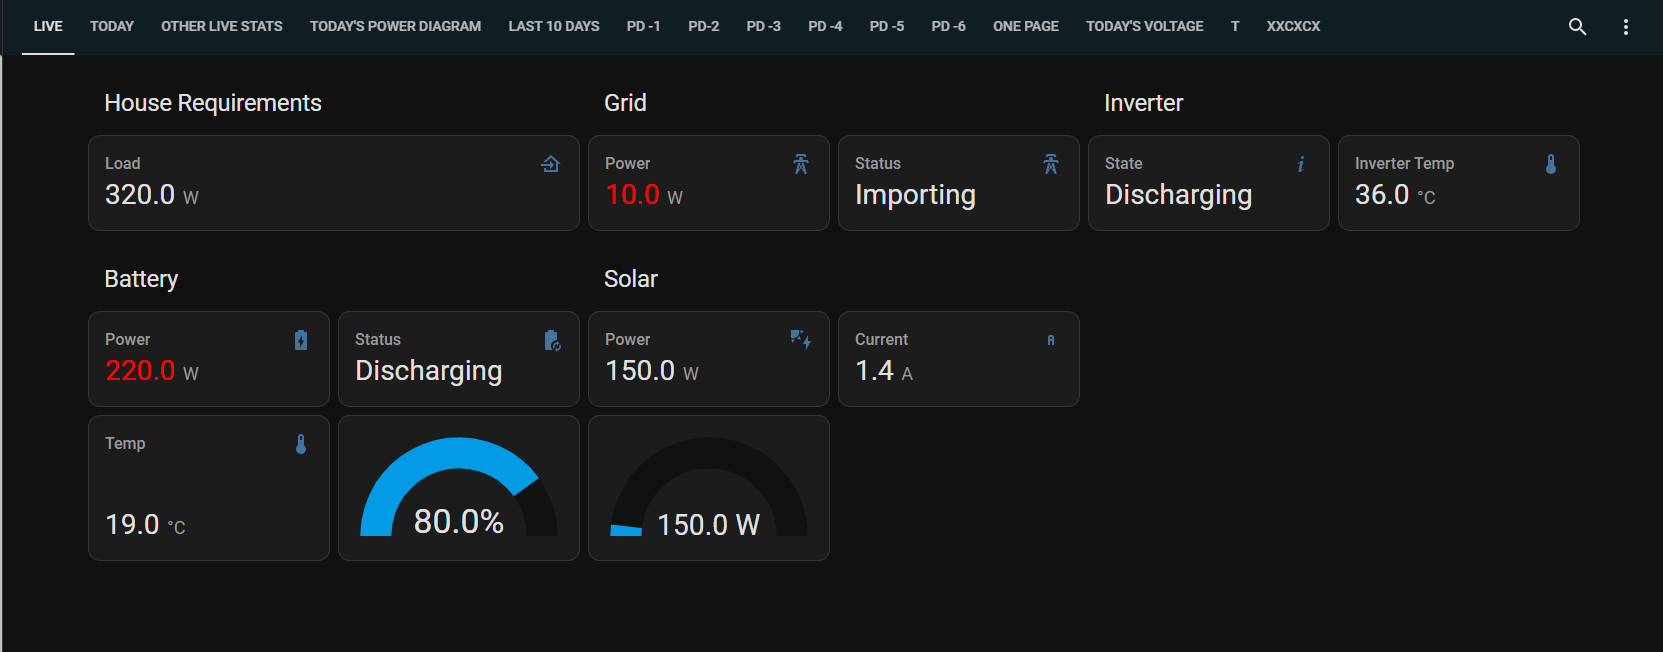 LIVE TODAY OTHER LIVE STATS TODAY'S POWER DIAGRAM LAST 10 DAYS PD -1 PD-2 PD -3 PD -4 PD -5 PD -6 ONE PAGE TODAY'S VOLTAGE T XXCXCX
House Requirements
Load
320.0 W
Grid
Power
10.0 W
Status
Importing
Inverter
State
i
Discharging
Inverter Temp
36.0 °C
Battery
Power
220.0 W
Status
Discharging
Temp
19.0 °C
80.0%
Solar
Power
150.0 W
Current
A
1.4 A
150.0 W